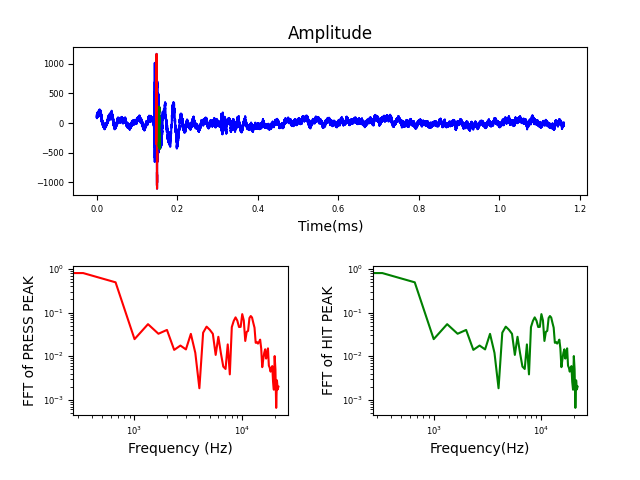 Amplitude
1000
500
0
−500
−1000
0.0 0.2 0.4 0.6 0.8 1.0 1.2
Time(ms)
FFT of PRESS PEAK
10⁰
10⁻¹
10⁻²
10⁻³
10³ 10⁴
Frequency (Hz)
FFT of HIT PEAK
10⁰
10⁻¹
10⁻²
10⁻³
10³ 10⁴
Frequency(Hz)